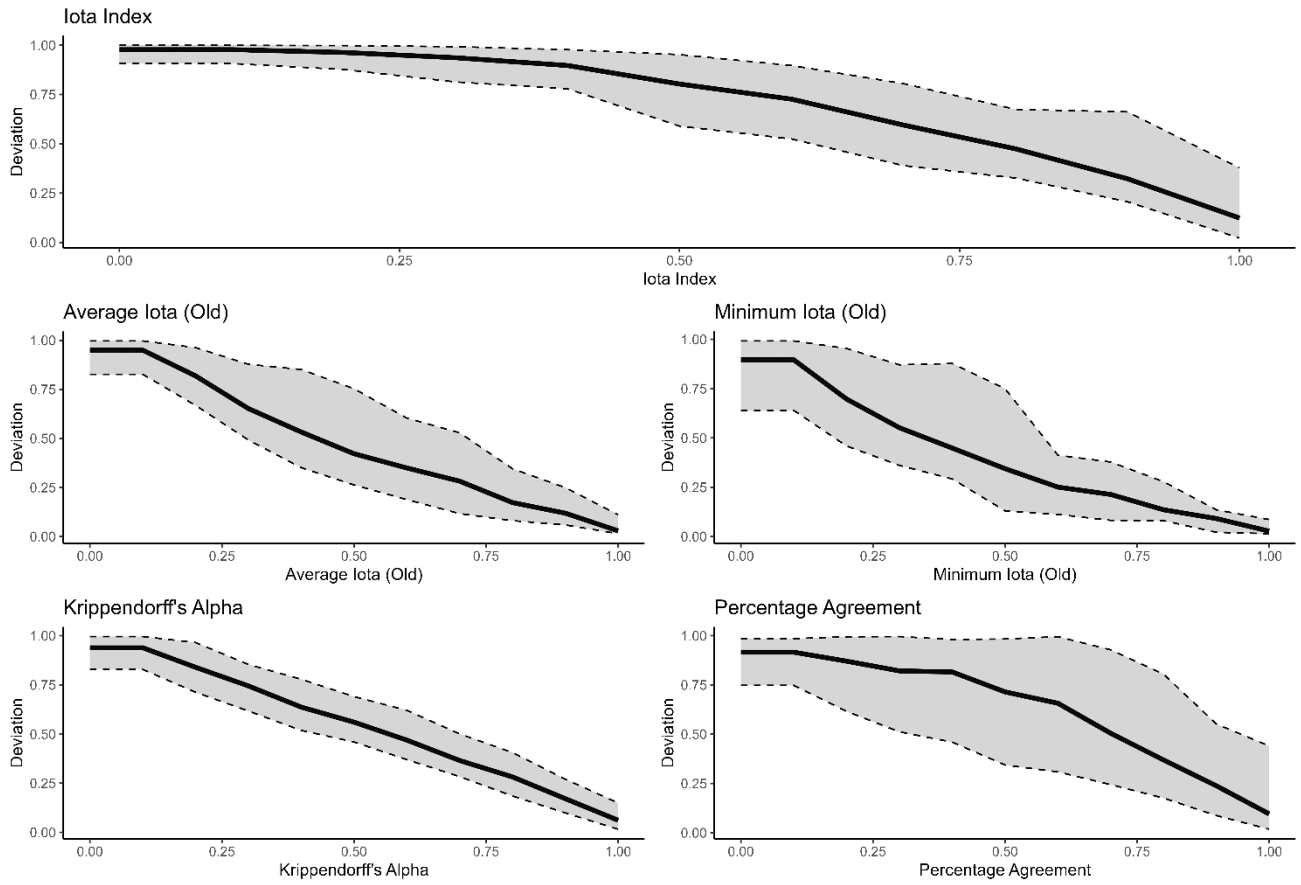 Iota Index
1.00
0.75
0.50
0.25
0.00
Deviation
0.00 0.25 0.50 0.75 1.00
Iota Index
Average Iota (Old)
1.00
0.75
0.50
0.25
0.00
Deviation
0.00 0.25 0.50 0.75 1.00
Average Iota (Old)
Minimum Iota (Old)
1.00
0.75
0.50
0.25
0.00
Deviation
0.00 0.25 0.50 0.75 1.00
Minimum Iota (Old)
Krippendorff's Alpha
1.00
0.75
0.50
0.25
0.00
Deviation
0.00 0.25 0.50 0.75 1.00
Krippendorff's Alpha
Percentage Agreement
1.00
0.75
0.50
0.25
0.00
Deviation
0.00 0.25 0.50 0.75 1.00
Percentage Agreement